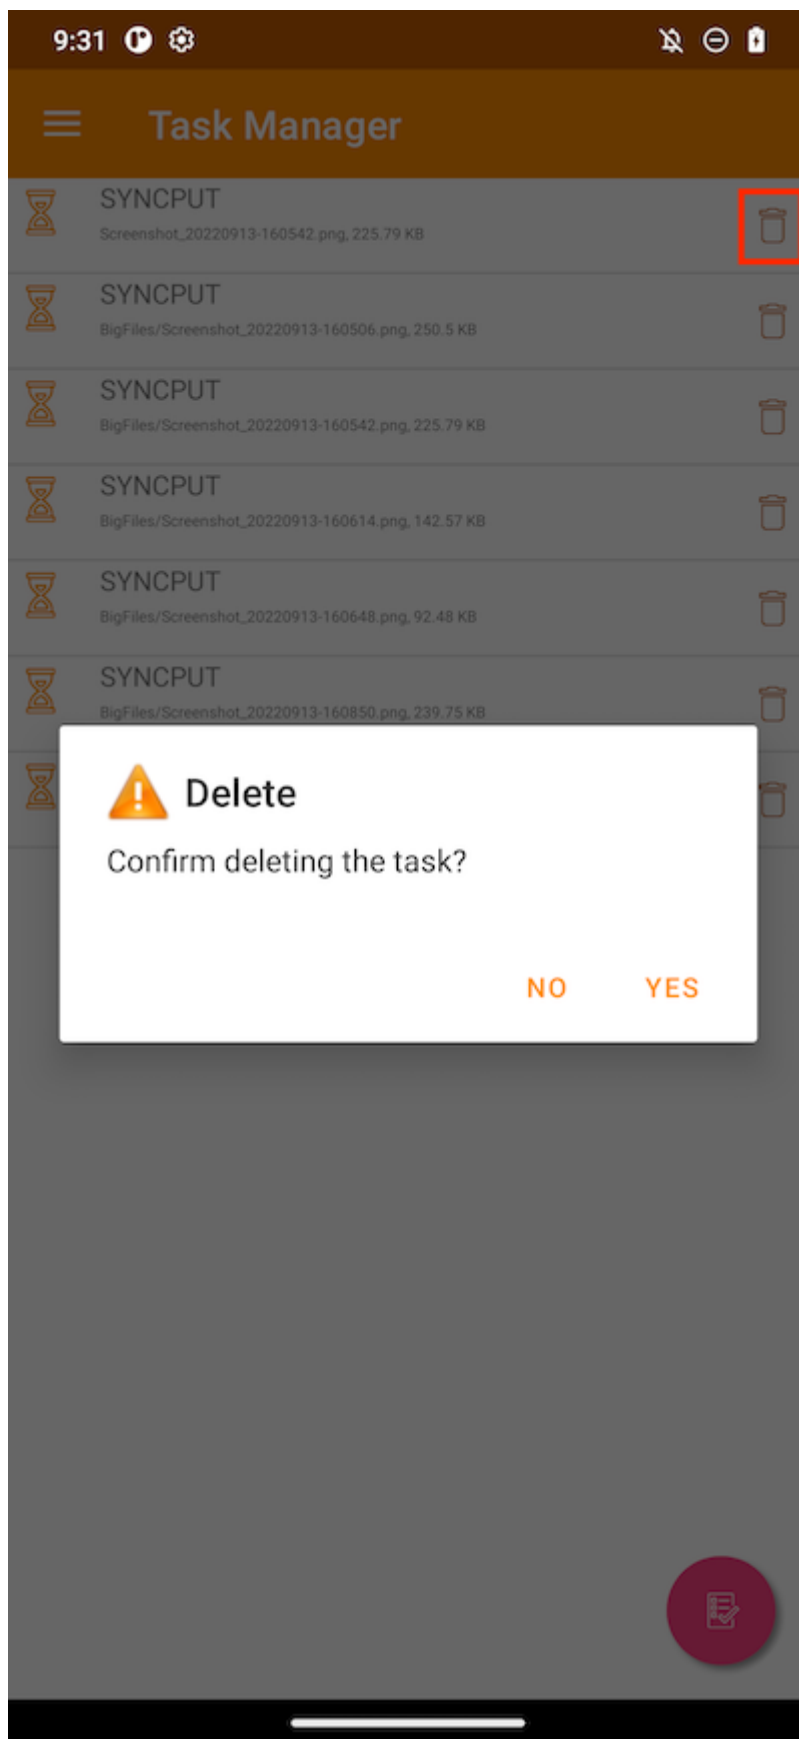 9:31
Task Manager
SYNCPUT
Screenshot_20220913-160542.png, 225.79 KB
SYNCPUT
BigFiles/Screenshot_20220913-160506.png, 250.5 KB
SYNCPUT
BigFiles/Screenshot_20220913-160542.png, 225.79 KB
SYNCPUT
BigFiles/Screenshot_20220913-160614.png, 142.57 KB
SYNCPUT
BigFiles/Screenshot_20220913-160648.png, 92.48 KB
SYNCPUT
BigFiles/Screenshot_20220913-160850.png, 239.75 KB
Delete
Confirm deleting the task?
NO YES